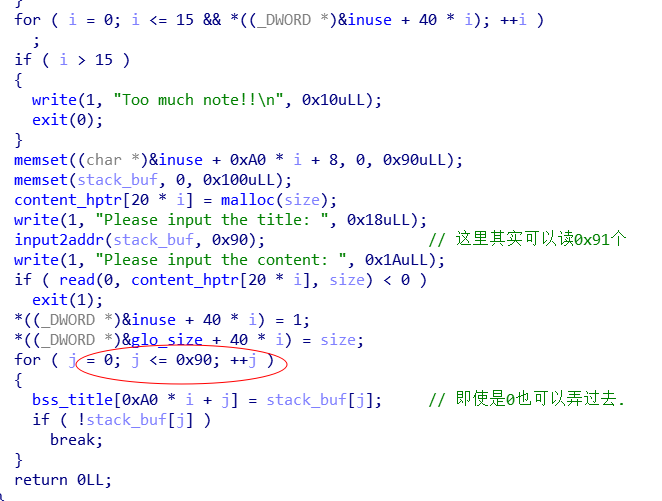 }
for ( i = 0; i <= 15 && *((_DWORD *)&inuse + 40 * i); ++i )
;
if ( i > 15 )
{
write(1, "Too much note!!\n", 0x10uLL);
exit(0);
}
memset((char *)&inuse + 0xA0 * i + 8, 0, 0x90uLL);
memset(stack_buf, 0, 0x100uLL);
content_hptr[20 * i] = malloc(size);
write(1, "Please input the title: ", 0x18uLL);
input2addr(stack_buf, 0x90); // 这里其实可以读0x91个
write(1, "Please input the content: ", 0x1AuLL);
if ( read(0, content_hptr[20 * i], size) < 0 )
exit(1);
*((_DWORD *)&inuse + 40 * i) = 1;
*((_DWORD *)&glo_size + 40 * i) = size;
for ( j = 0; j <= 0x90; ++j )
{
bss_title[0xA0 * i + j] = stack_buf[j]; // 即使是0也可以弄过去.
if ( !stack_buf[j] )
break;
}
return 0LL;
}